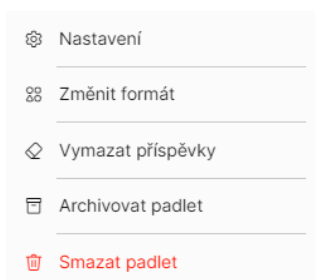 Nastavení
Změnit formát
Vymazat příspěvky
Archivovat padlet
Smazat padlet